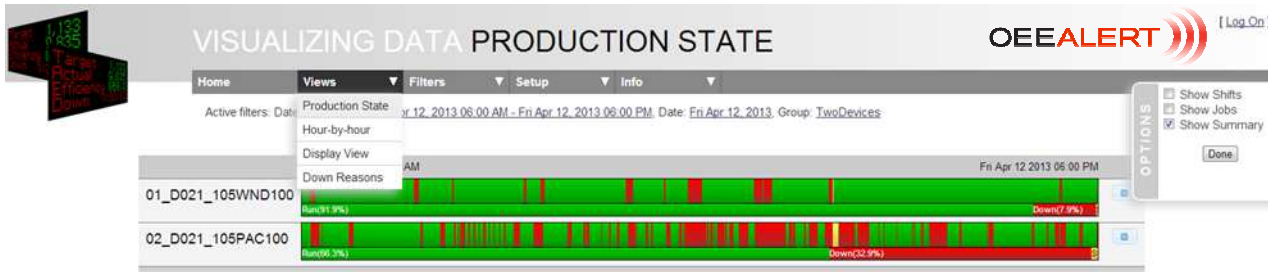 1,133
0,835
Target
Actual
Efficiency
Down
VISUALIZING DATA PRODUCTION STATE
OEEALERT
[ Log On ]
Home Views Filters Setup Info
Production State
Hour-by-hour
Display View
Down Reasons
Active filters: Date 12, 2013 06:00 AM - Fri Apr 12, 2013 06:00 PM, Date: Fri Apr 12, 2013, Group: TwoDevices
OPTIONS
Show Shifts
Show Jobs
Show Summary
Done
AM Fri Apr 12 2013 06:00 PM
01_D021_105WND100
Run(91.9%) Down(7.9%)
02_D021_105PAC100
Run(66.3%) Down(32.9%)